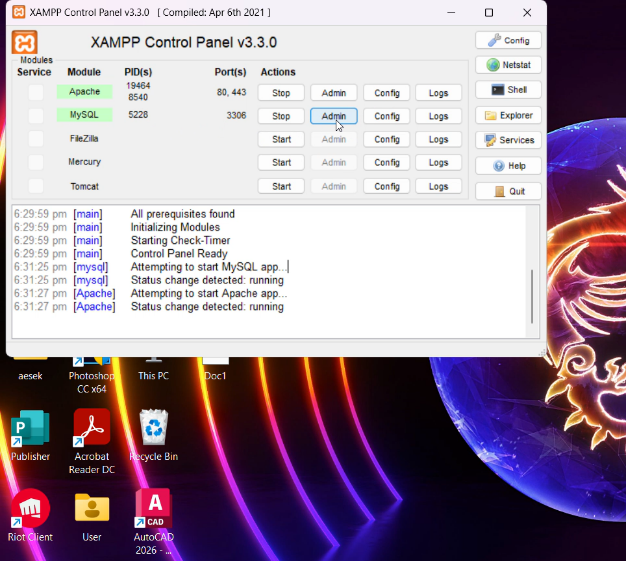 XAMPP Control Panel v3.3.0 [ Compiled: Apr 6th 2021 ]
XAMPP Control Panel v3.3.0
Config
Modules
Service Module PID(s) Port(s) Actions
Netstat
Apache 19464 8540 80, 443 Stop Admin Config Logs
Shell
MySQL 5228 3306 Stop Admin Config Logs
Explorer
FileZilla Start Admin Config Logs
Services
Mercury Start Admin Config Logs
Help
Tomcat Start Admin Config Logs
Quit
6:29:59 pm [main] All prerequisites found
6:29:59 pm [main] Initializing Modules
6:29:59 pm [main] Starting Check-Timer
6:29:59 pm [main] Control Panel Ready
6:31:25 pm [mysql] Attempting to start MySQL app...
6:31:25 pm [mysql] Status change detected: running
6:31:27 pm [Apache] Attempting to start Apache app...
6:31:27 pm [Apache] Status change detected: running
aesek Photoshop This PC Doc1
CC x64
Publisher Acrobat Recycle Bin
Reader DC
Riot Client User AutoCAD
2026 - ...